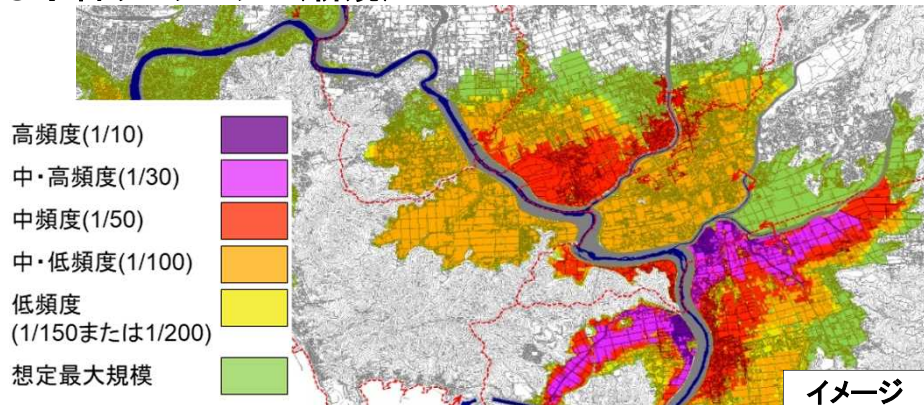 高頻度(1/10)
中・高頻度(1/30)
中頻度(1/50)
中・低頻度(1/100)
低頻度
(1/150または1/200)
想定最大規模
イメージ